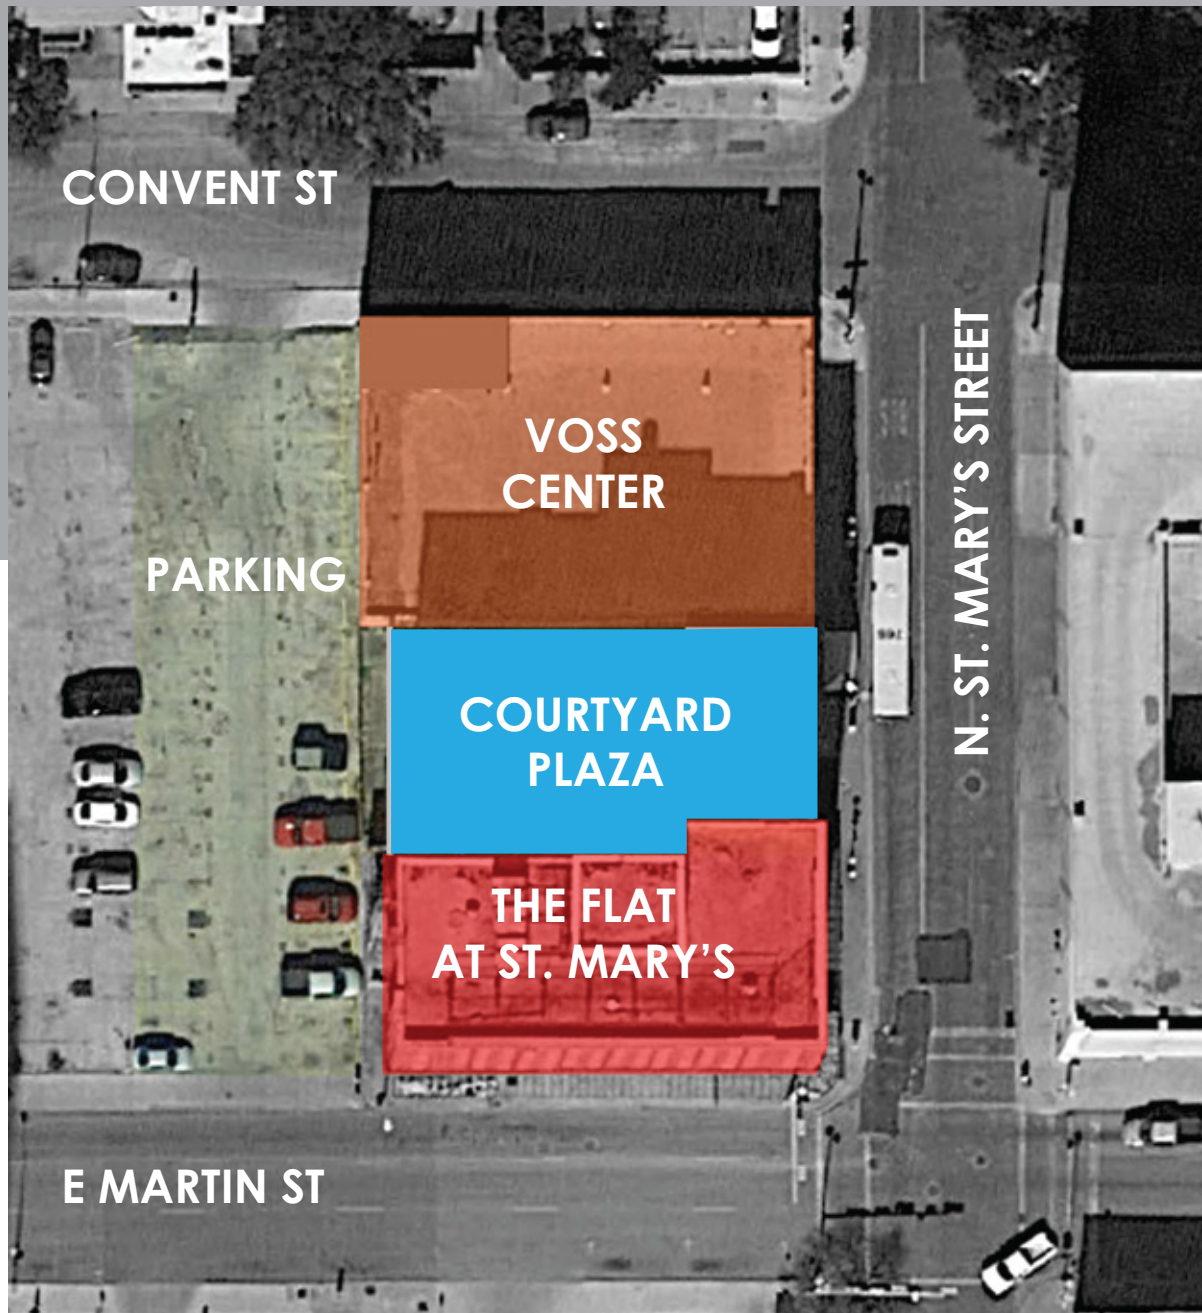 CONVENT ST
VOSS
CENTER
PARKING
N. ST. MARY'S STREET
COURTYARD
PLAZA
THE FLAT
AT ST. MARY'S
E MARTIN ST